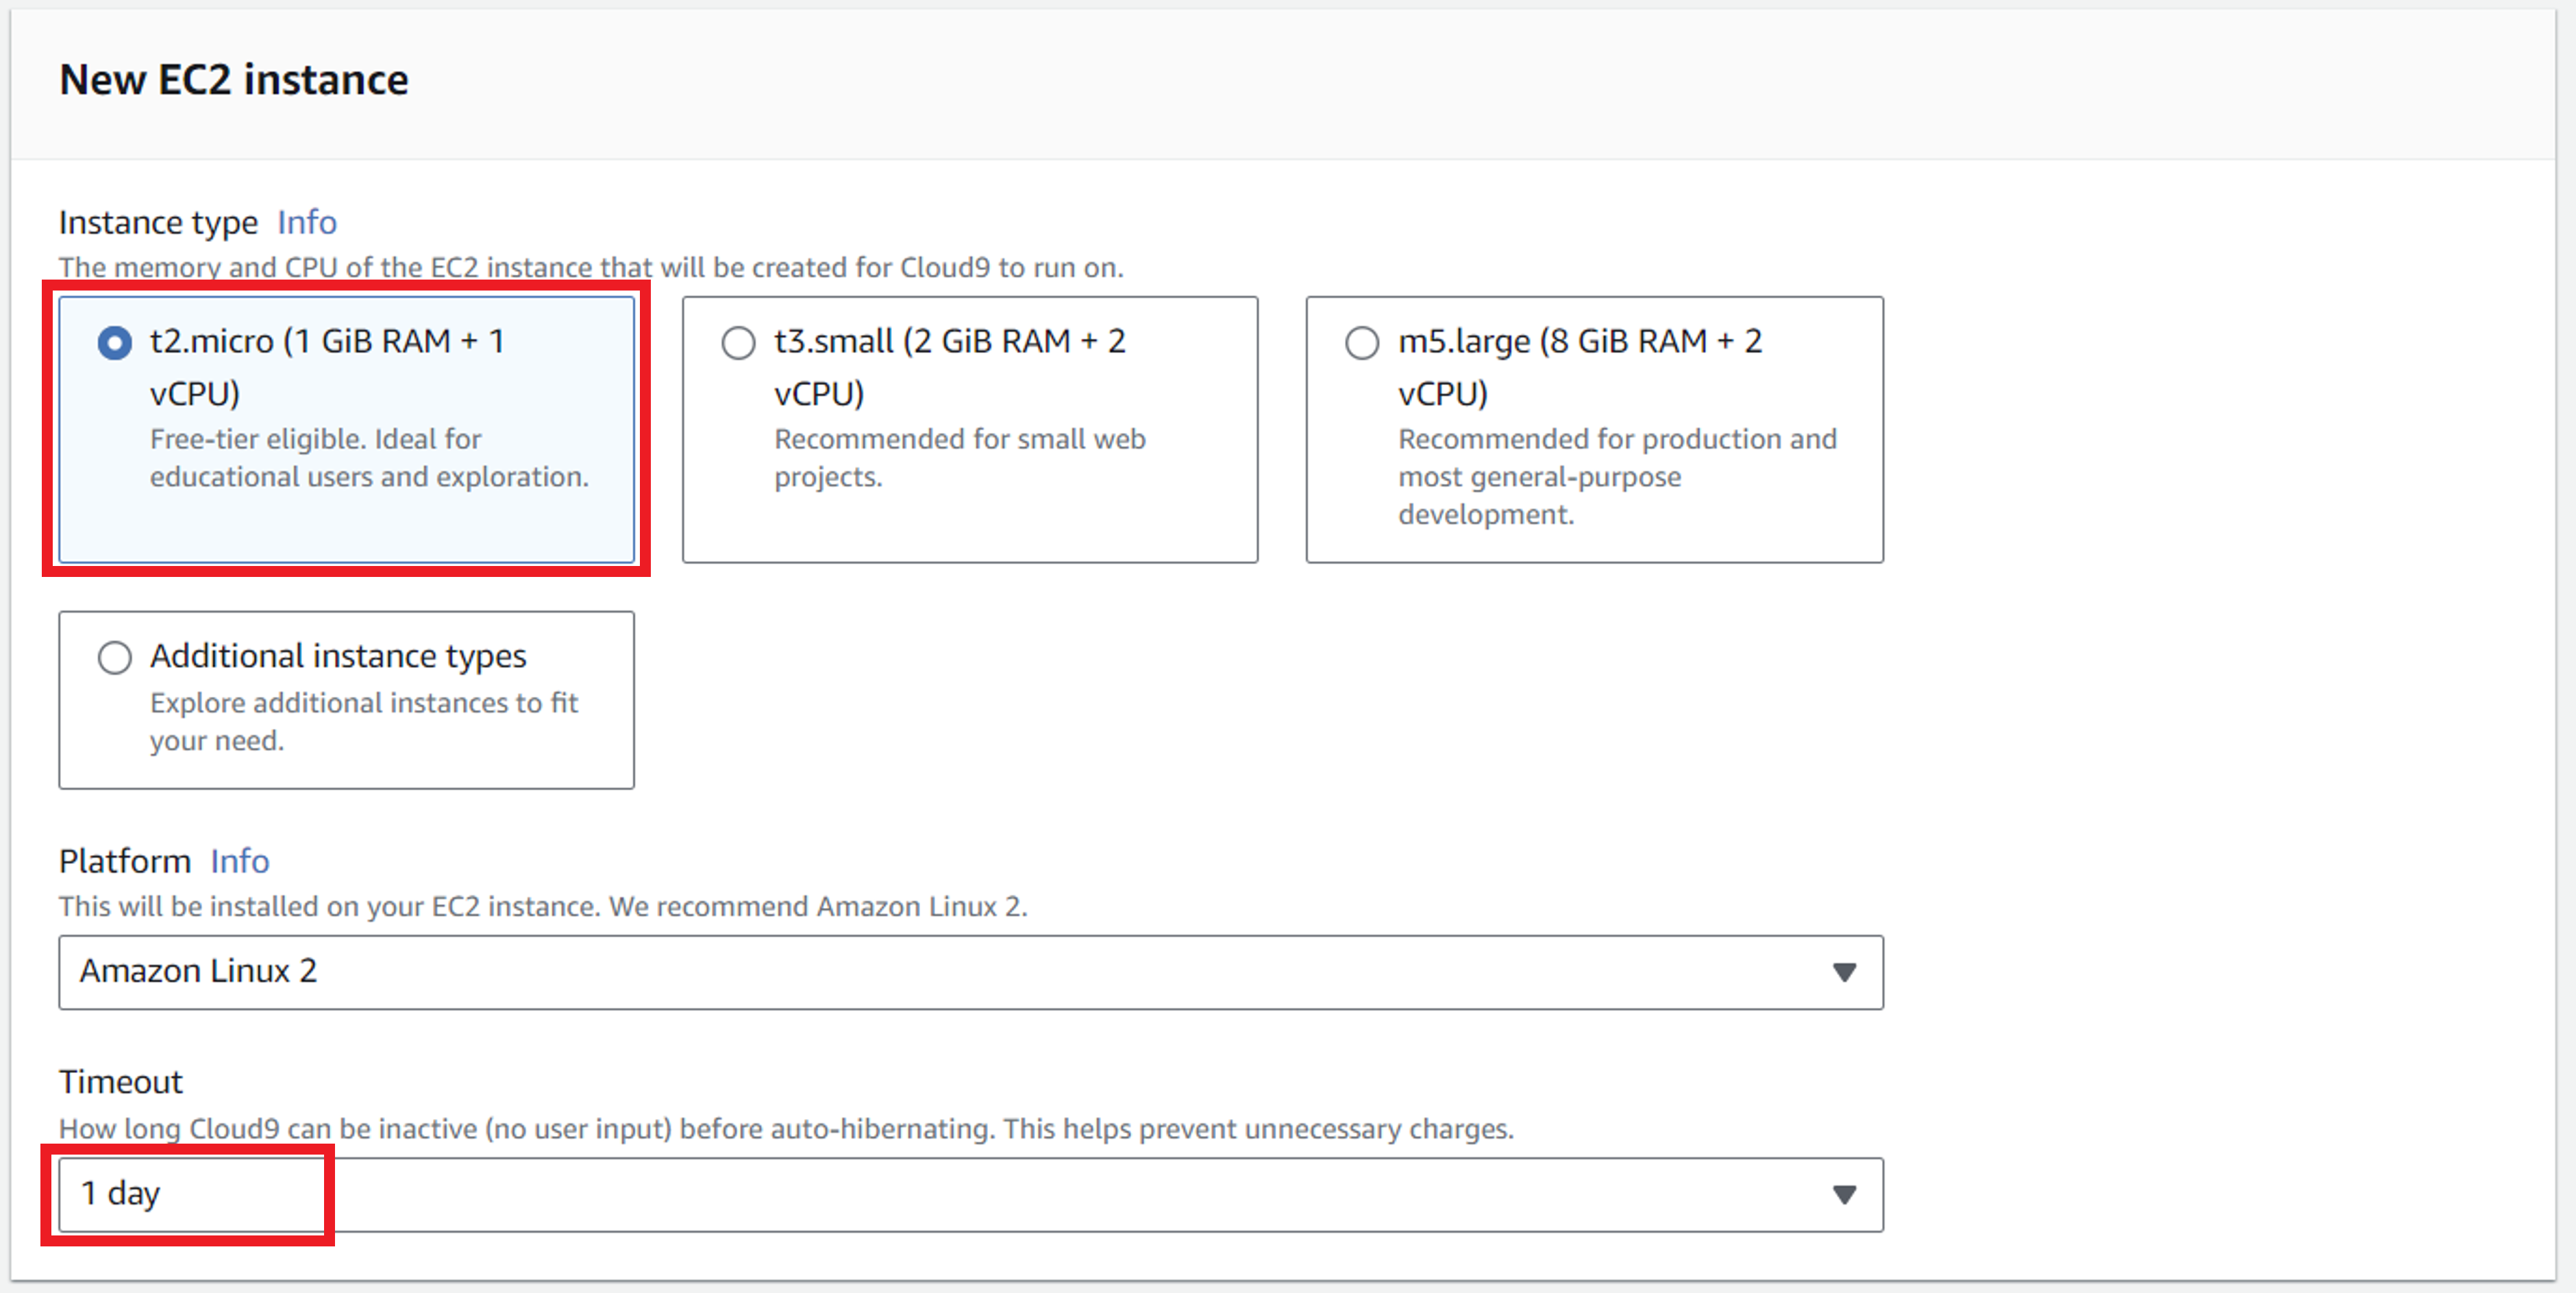 New EC2 instance
Instance type Info
The memory and CPU of the EC2 instance that will be created for Cloud9 to run on.
t2.micro (1 GiB RAM + 1
vCPU)
Free-tier eligible. Ideal for
educational users and exploration.
t3.small (2 GiB RAM + 2
vCPU)
Recommended for small web
projects.
m5.large (8 GiB RAM + 2
vCPU)
Recommended for production and
most general-purpose
development.
Additional instance types
Explore additional instances to fit
your need.
Platform Info
This will be installed on your EC2 instance. We recommend Amazon Linux 2.
Amazon Linux 2
Timeout
How long Cloud9 can be inactive (no user input) before auto-hibernating. This helps prevent unnecessary charges.
1 day